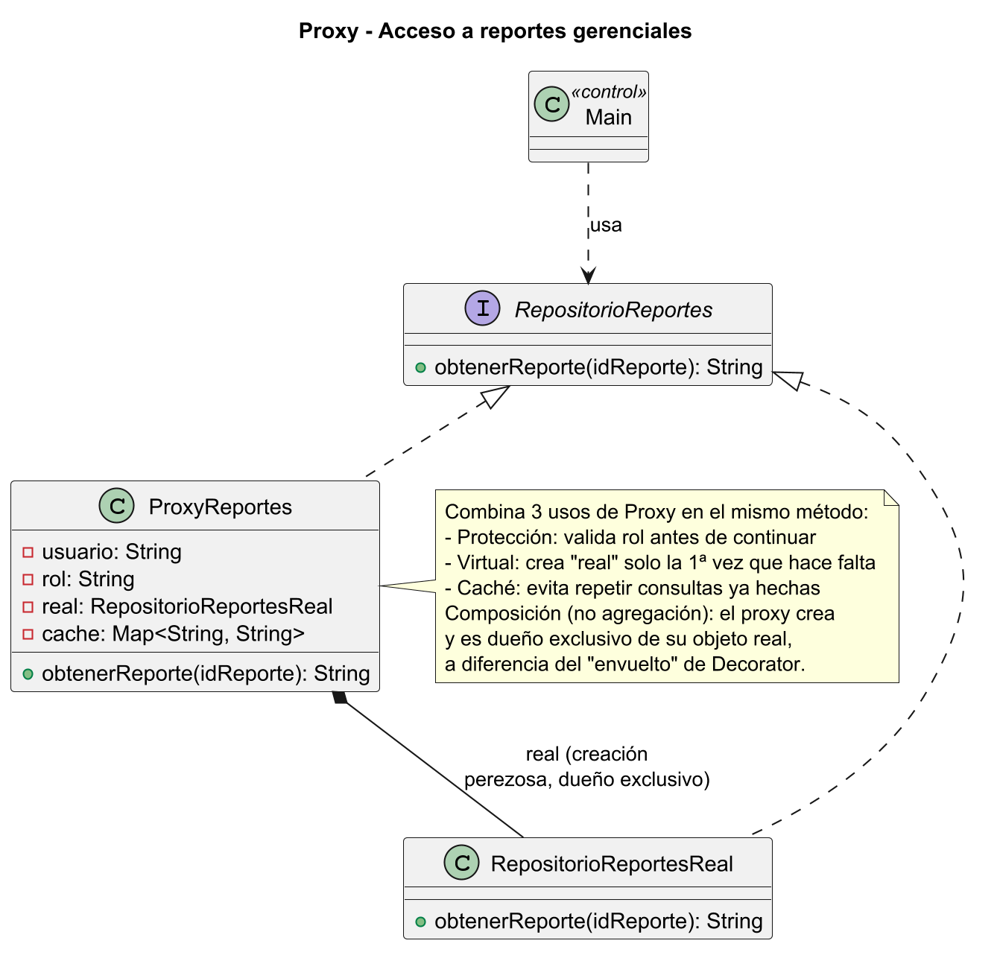 Proxy - Acceso a reportes gerenciales
C
«control»
Main
usa
I
RepositorioReportes
obtenerReporte(idReporte): String
C
ProxyReportes
usuario: String
rol: String
real: RepositorioReportesReal
cache: Map<String, String>
obtenerReporte(idReporte): String
Combina 3 usos de Proxy en el mismo método:
- Protección: valida rol antes de continuar
- Virtual: crea "real" solo la 1ª vez que hace falta
- Caché: evita repetir consultas ya hechas
Composición (no agregación): el proxy crea
y es dueño exclusivo de su objeto real,
a diferencia del "envuelto" de Decorator.
real (creación
perezosa, dueño exclusivo)
C
RepositorioReportesReal
obtenerReporte(idReporte): String